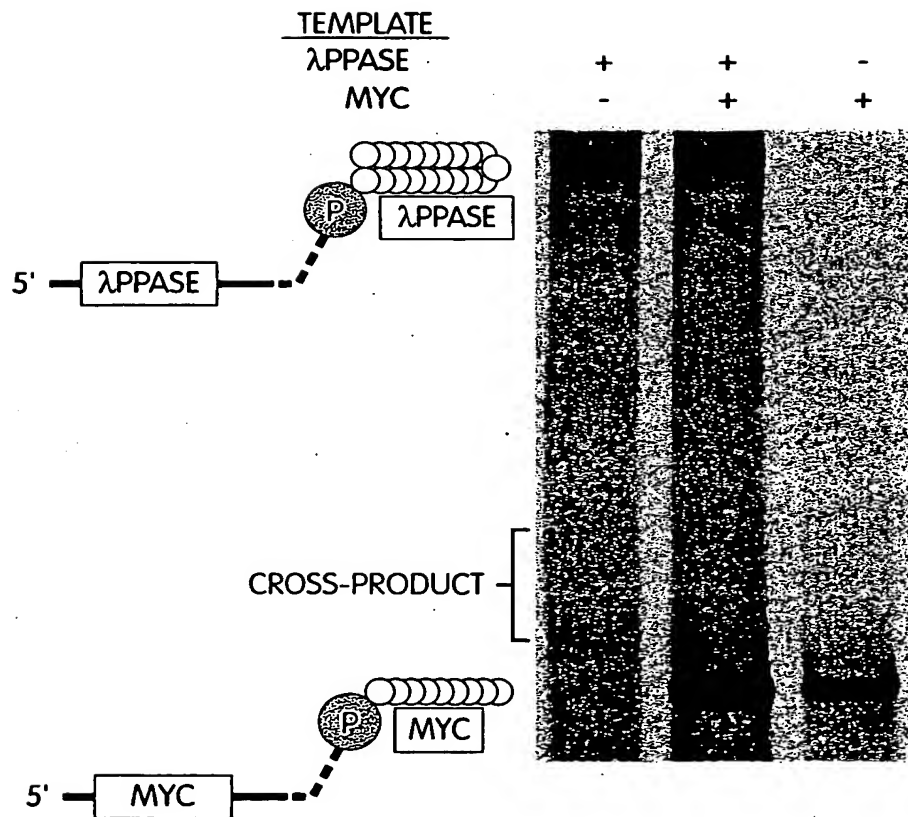 TEMPLATE
λPPASE + + -
MYC - + +
P
λPPASE
5' λPPASE
CROSS-PRODUCT
P
MYC
5' MYC